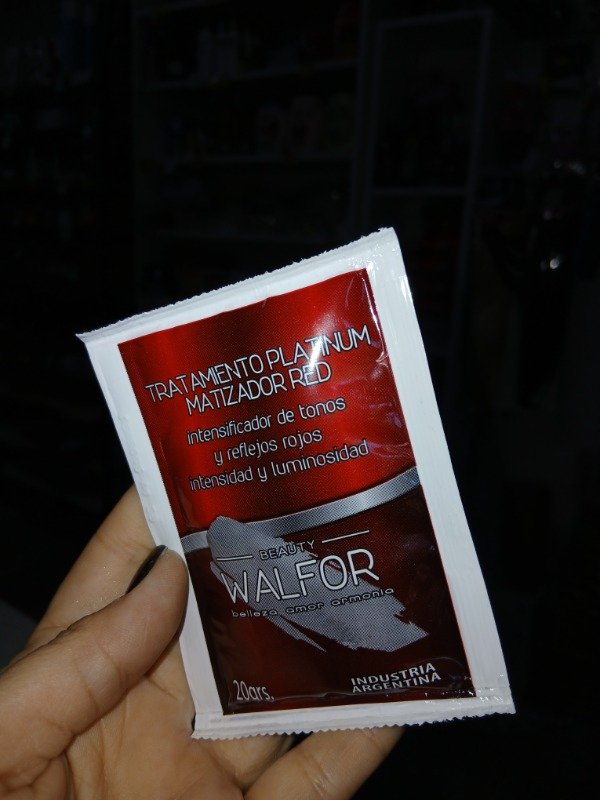 TRATAMIENTO PLATINUM
MATIZADOR RED
intensificador de tonos
y reflejos rojos
intensidad y luminosidad
BEAUTY
WALFOR
belleza amor armonia
20grs.
INDUSTRIA
ARGENTINA